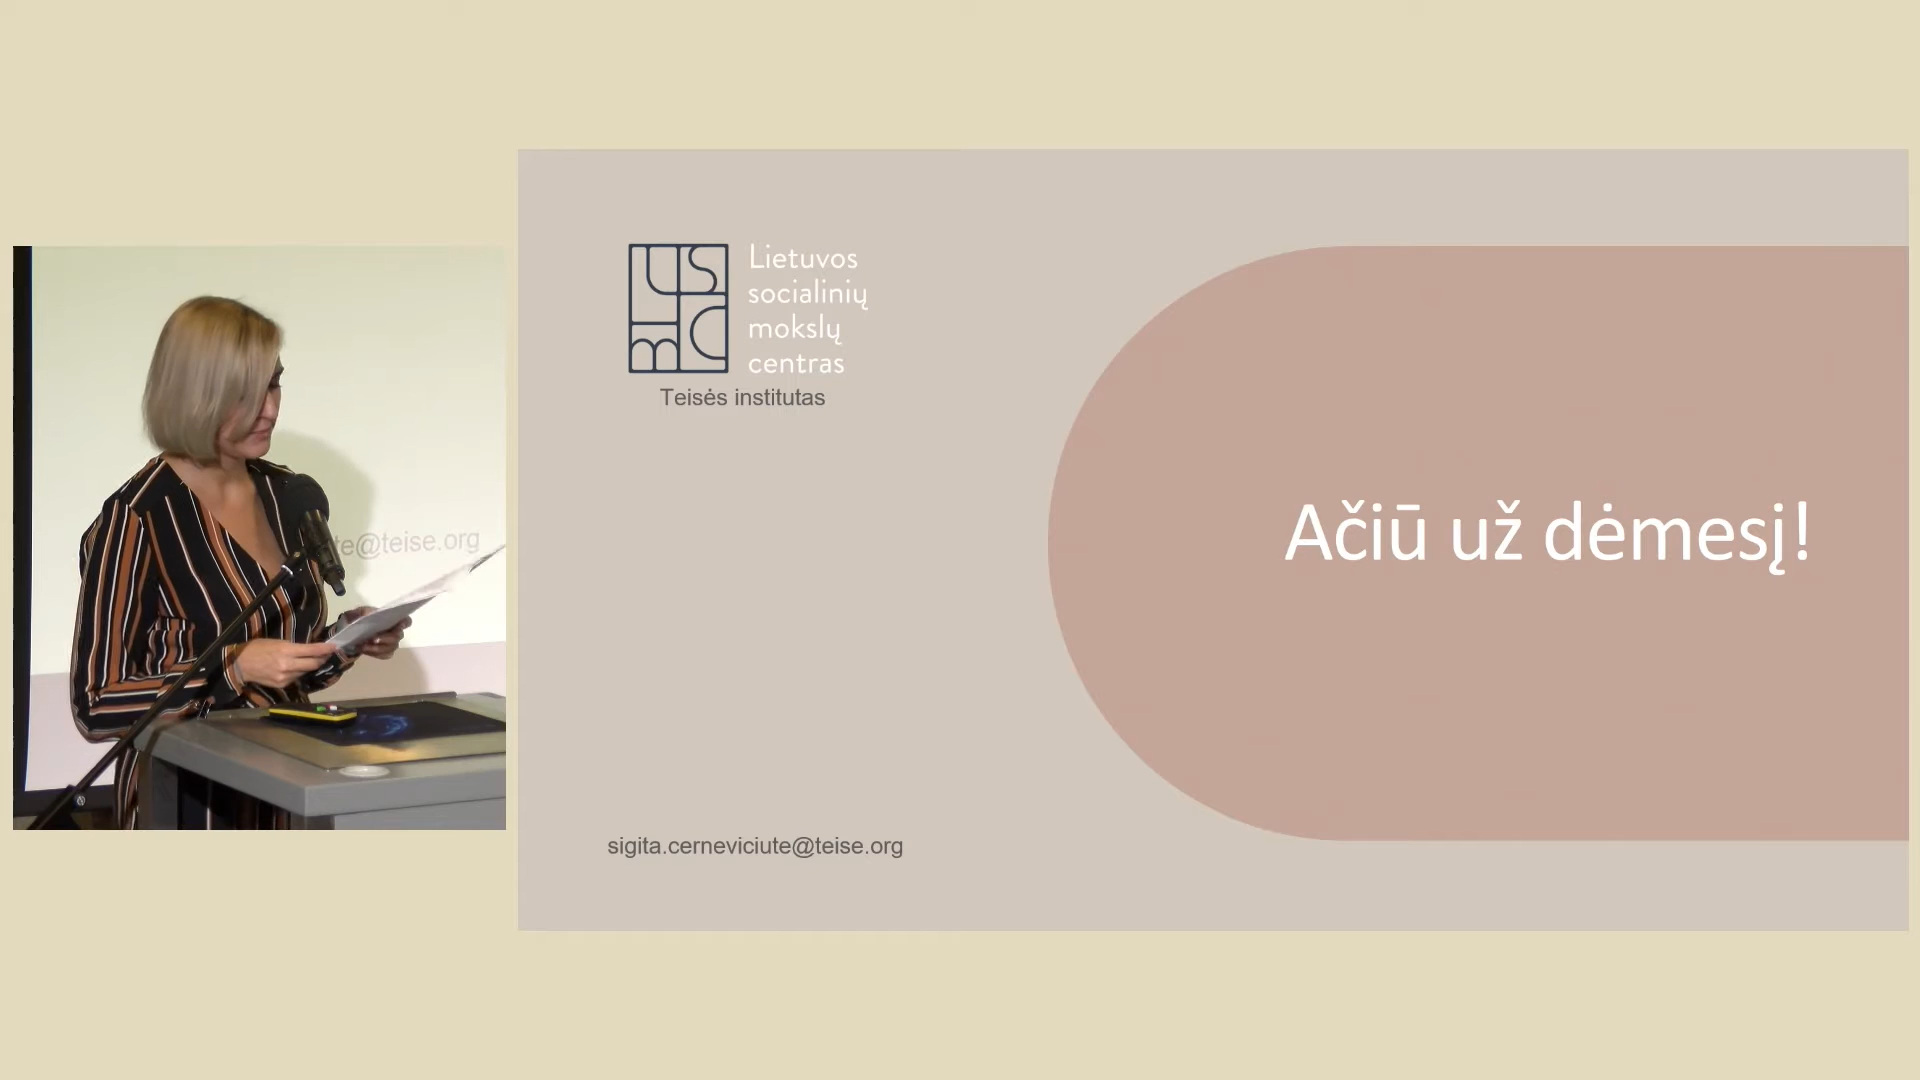 Lietuvos
socialinių
mokslų
centras
Teisės institutas
Ačiū už dėmesį!
sigita.cerneviciute@teise.org
te@teise.org